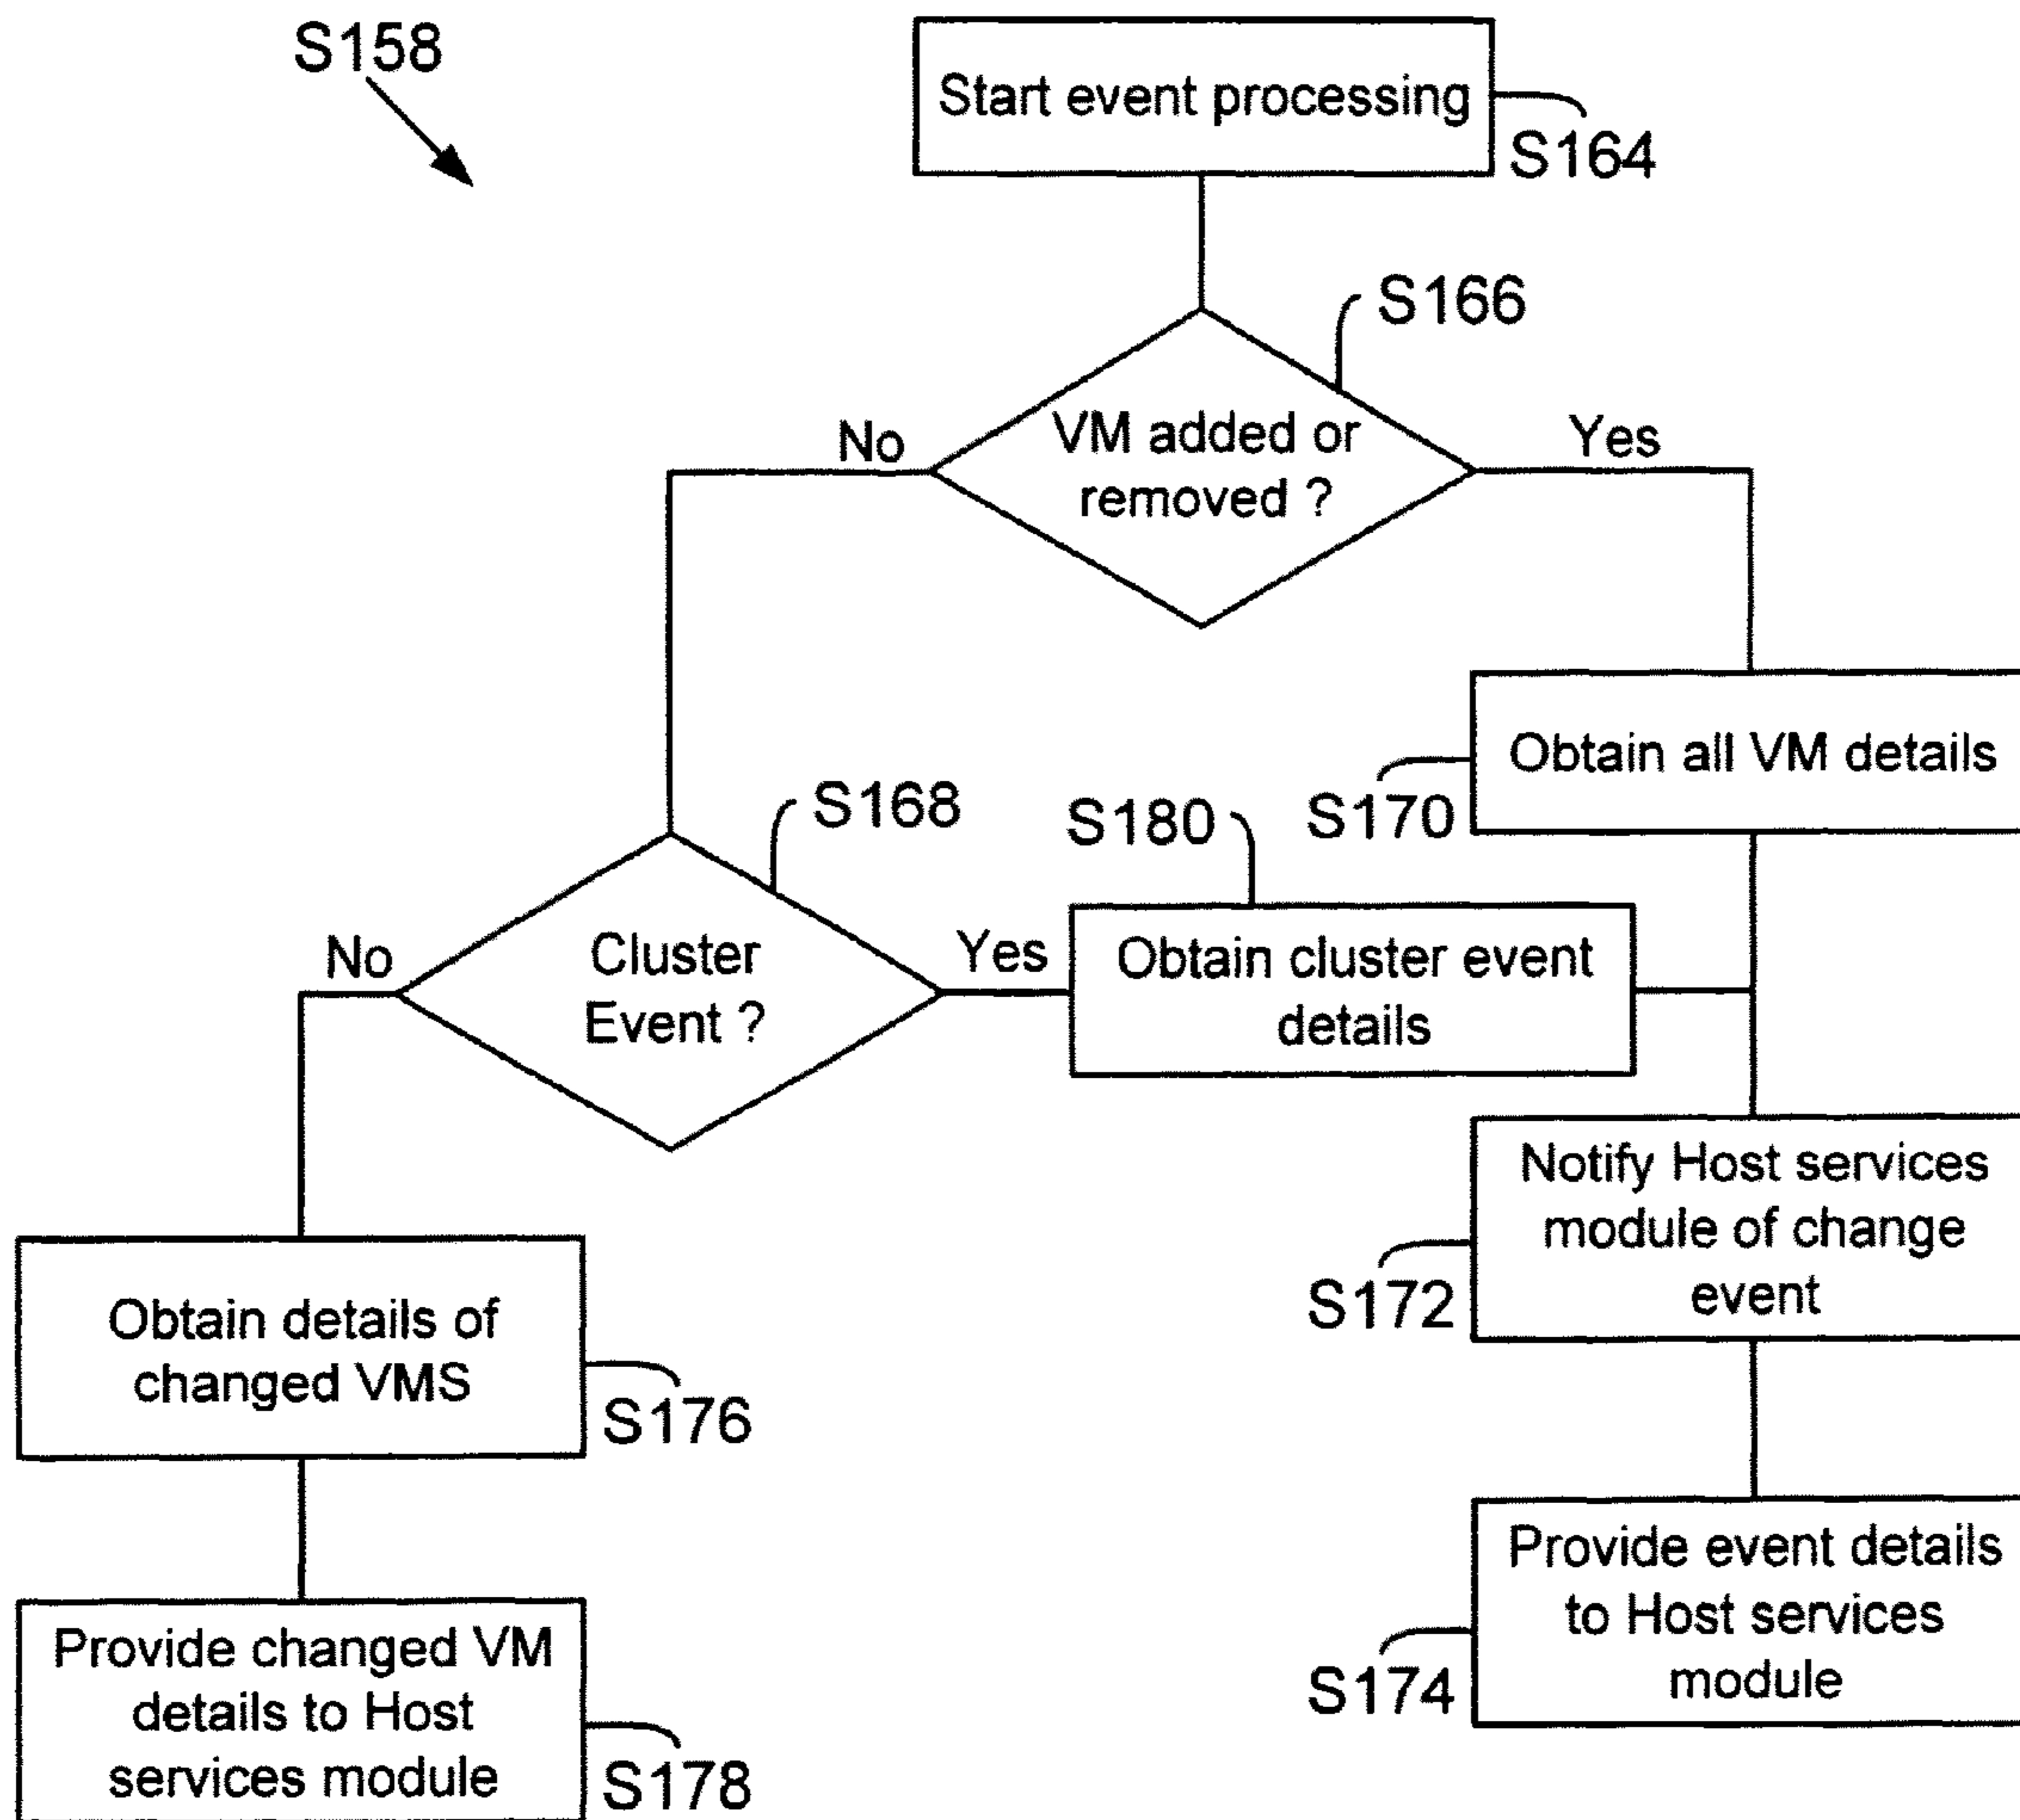 S158
Start event processing
S164
S166
VM added or
removed ?
No
Yes
Obtain all VM details
S170
S168
S180
Cluster
Event ?
No
Yes
Obtain cluster event
details
Notify Host services
module of change
event
S172
Obtain details of
changed VMS
S176
Provide event details
to Host services
module
S174
Provide changed VM
details to Host
services module
S178